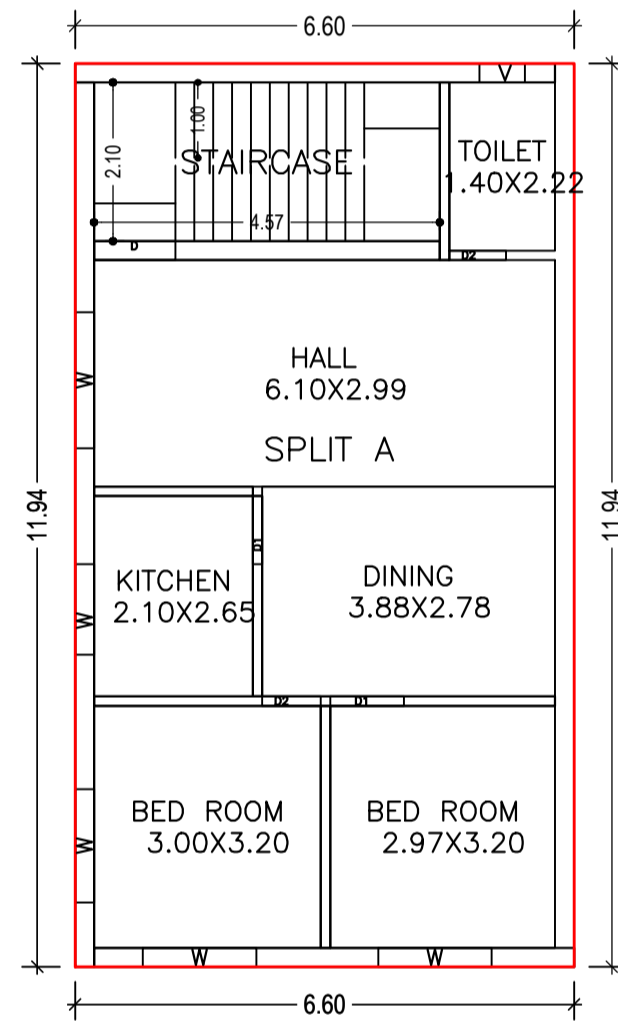 6.60
V
1.00
2.10
STAIRCASE
TOILET
1.40X2.22
4.57
D
D2
HALL
6.10X2.99
W
SPLIT A
11.94
11.94
D1
KITCHEN
2.10X2.65
DINING
3.88X2.78
W
D2
D1
BED ROOM
3.00X3.20
BED ROOM
2.97X3.20
W
W
W
6.60